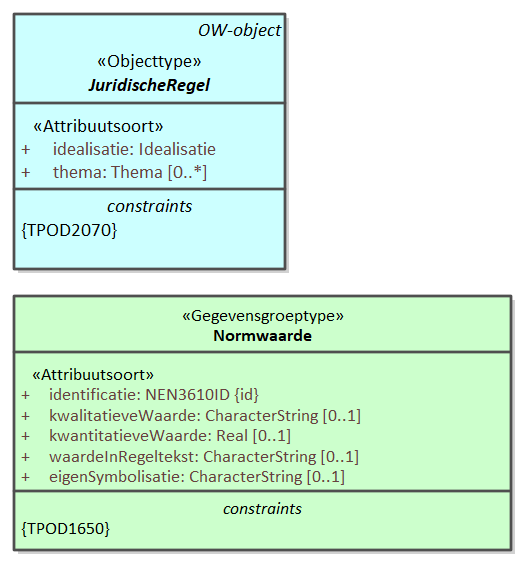 OW-object
«Objecttype»
JuridischeRegel
«Attribuutsoort»
+ idealisatie: Idealisatie
+ thema: Thema [0..*]
constraints
{TPOD2070}
«Gegevensgroeptype»
Normwaarde
«Attribuutsoort»
+ identificatie: NEN3610ID {id}
+ kwalitatieveWaarde: CharacterString [0..1]
+ kwantitatieveWaarde: Real [0..1]
+ waardeInRegeltekst: CharacterString [0..1]
+ eigenSymbolisatie: CharacterString [0..1]
constraints
{TPOD1650}